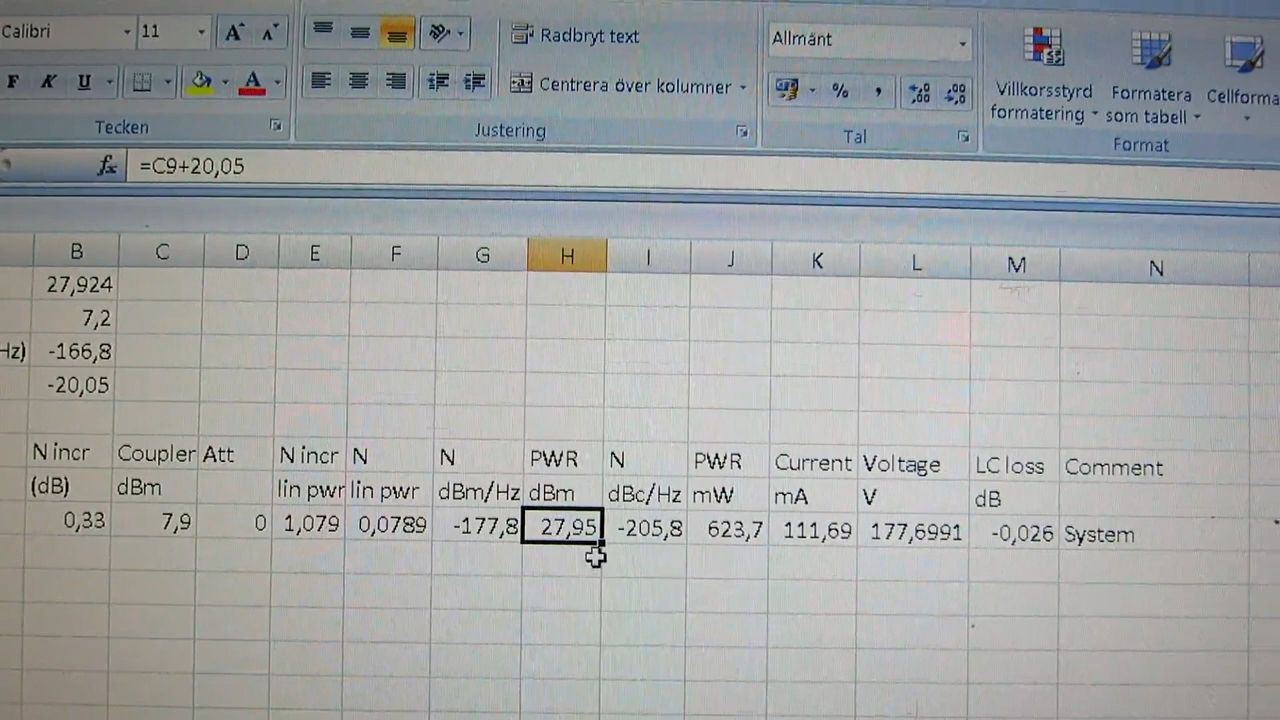 Calibri 11 Radbryt text Allmänt
F K U A Centrera över kolumner % , Villkorsstyrd formatering Formatera som tabell Cellforma
Tecken Justering Tal Format
fx =C9+20,05
B C D E F G H I J K L M N
27,924
7,2
Hz) -166,8
-20,05
N incr Coupler Att N incr N N PWR N PWR Current Voltage LC loss Comment
(dB) dBm lin pwr lin pwr dBm/Hz dBm dBc/Hz mW mA V dB
0,33 7,9 0 1,079 0,0789 -177,8 27,95 -205,8 623,7 111,69 177,6991 -0,026 System